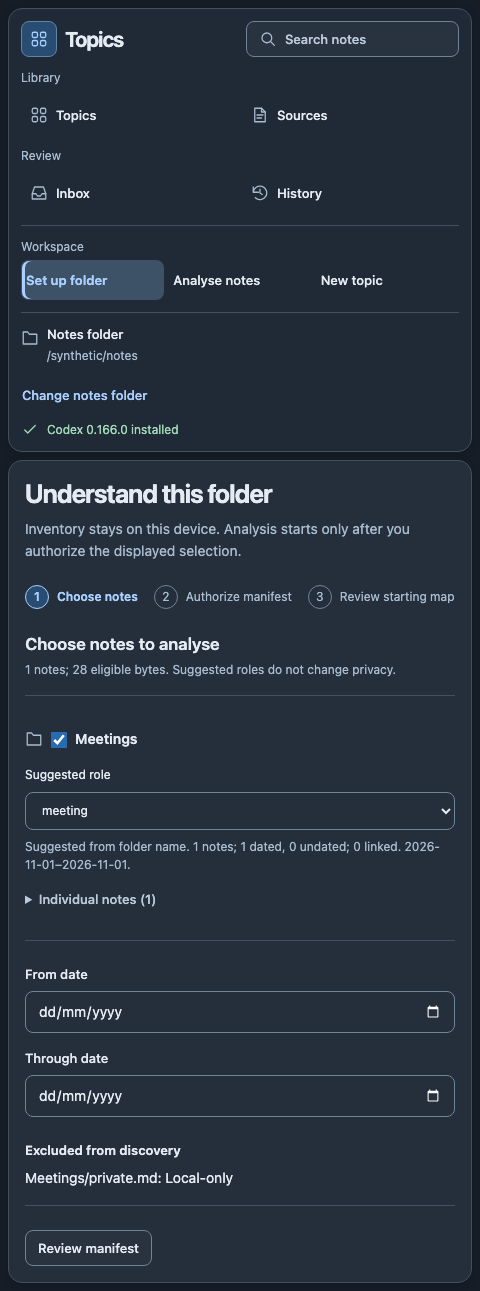 Topics
Search notes
Library
Topics
Sources
Review
Inbox
History
Workspace
Set up folder
Analyse notes
New topic
Notes folder
/synthetic/notes
Change notes folder
Codex 0.166.0 installed
Understand this folder
Inventory stays on this device. Analysis starts only after you
authorize the displayed selection.
1 Choose notes
2 Authorize manifest
3 Review starting map
Choose notes to analyse
1 notes; 28 eligible bytes. Suggested roles do not change privacy.
Meetings
Suggested role
meeting
Suggested from folder name. 1 notes; 1 dated, 0 undated; 0 linked. 2026-
11-01–2026-11-01.
Individual notes (1)
From date
dd/mm/yyyy
Through date
dd/mm/yyyy
Excluded from discovery
Meetings/private.md: Local-only
Review manifest